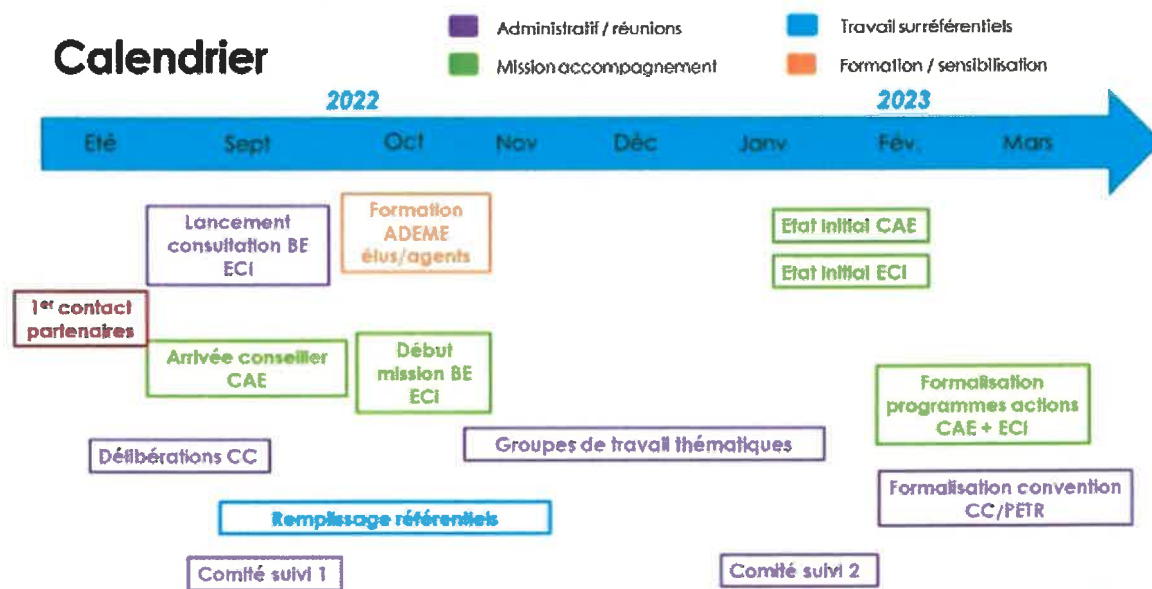 Calendrier
Administratif / réunions
Travail sur référentiels
Mission accompagnement
Formation / sensibilisation
2022
2023
Eté
Sept
Oct
Nov
Déc
Janv
Fév.
Mars
Lancement
consultation BE
ECI
Formation
ADEME
élus/agents
Etat initial CAE
Etat initial ECI
1er contact
partenaires
Arrivée conseiller
CAE
Début
mission BE
ECI
Formalisation
programmes actions
CAE + ECI
Groupes de travail thématiques
Délibérations CC
Formalisation convention
CC/PETR
Remplissage référentiels
Comité suivi 1
Comité suivi 2